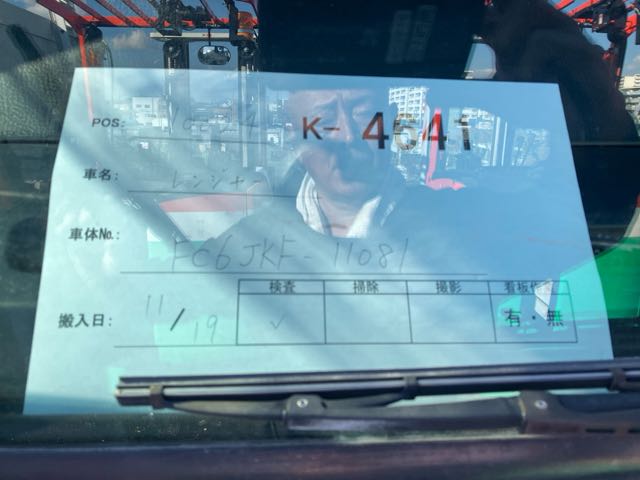 POS: K-4641
車名: レンジャー
車体No.: FC6JKF-11081
検査 掃除 撮影
搬入日: 11/19 ✓ 有・無